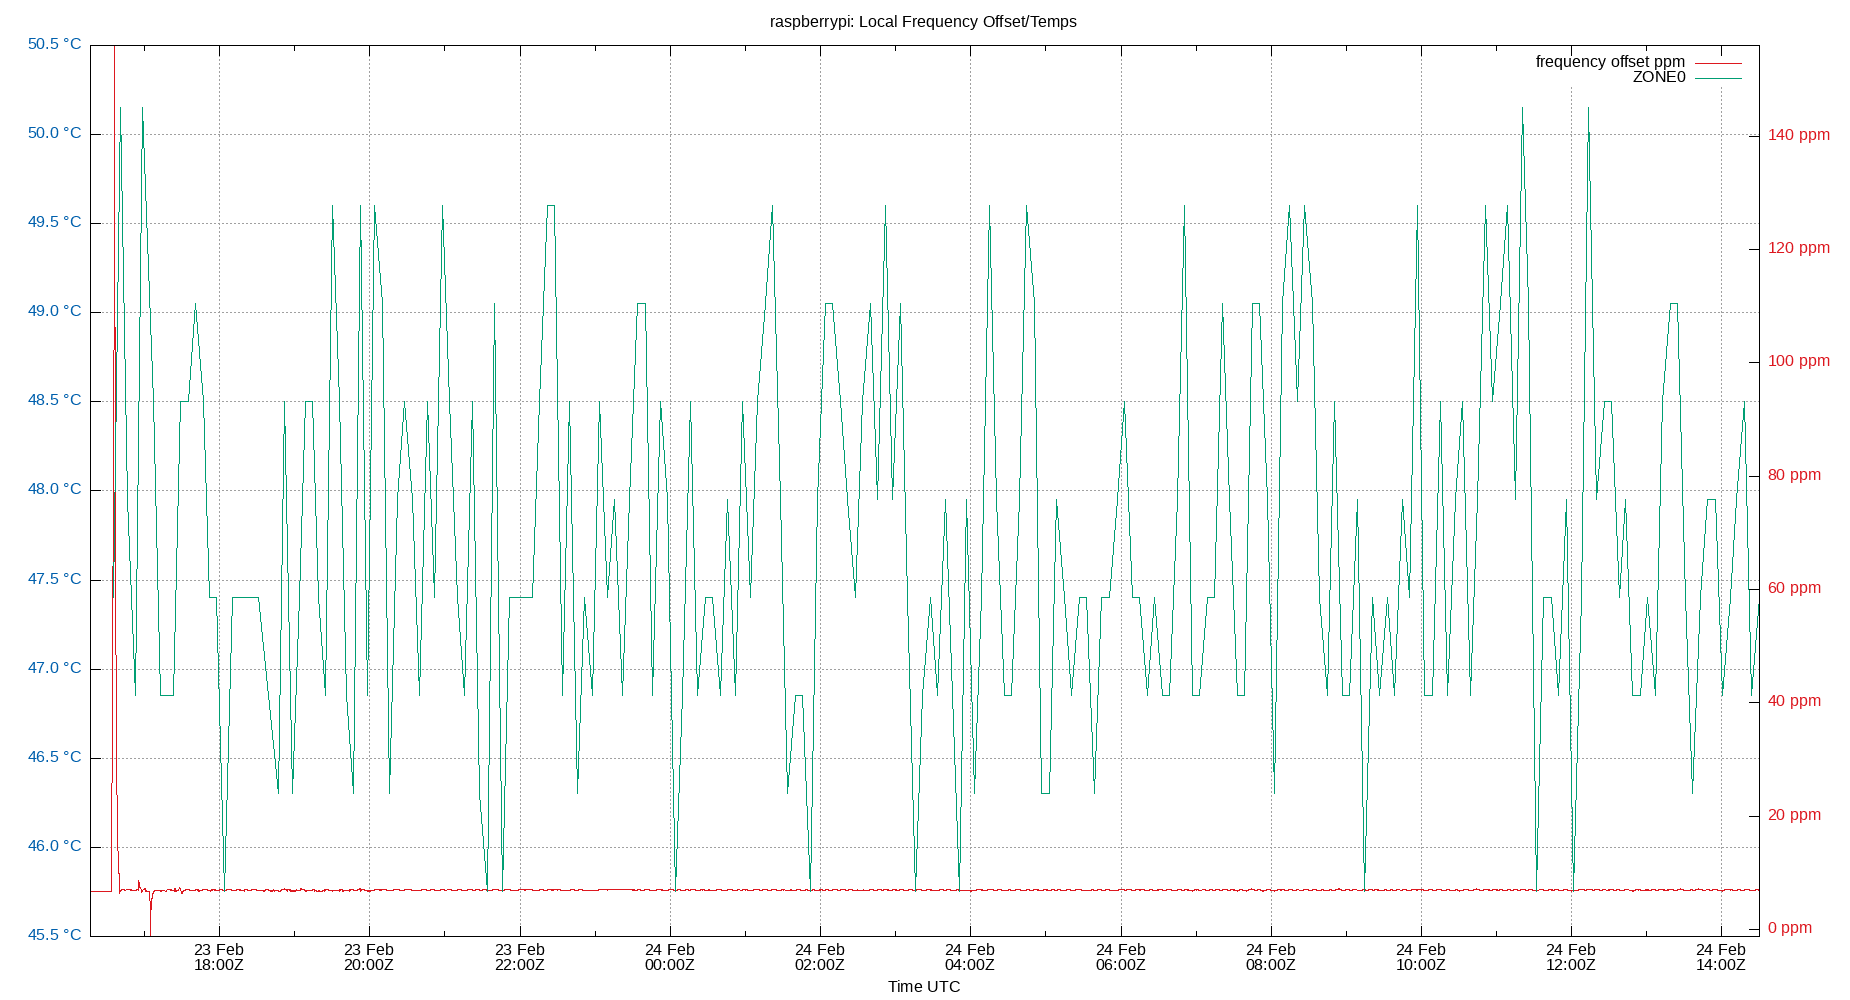 raspberrypi: Local Frequency Offset/Temps
50.5 °C
50.0 °C
49.5 °C
49.0 °C
48.5 °C
48.0 °C
47.5 °C
47.0 °C
46.5 °C
46.0 °C
45.5 °C
frequency offset ppm
ZONE0
140 ppm
120 ppm
100 ppm
80 ppm
60 ppm
40 ppm
20 ppm
0 ppm
23 Feb
18:00Z
23 Feb
20:00Z
23 Feb
22:00Z
24 Feb
00:00Z
24 Feb
02:00Z
24 Feb
04:00Z
24 Feb
06:00Z
24 Feb
08:00Z
24 Feb
10:00Z
24 Feb
12:00Z
24 Feb
14:00Z
Time UTC